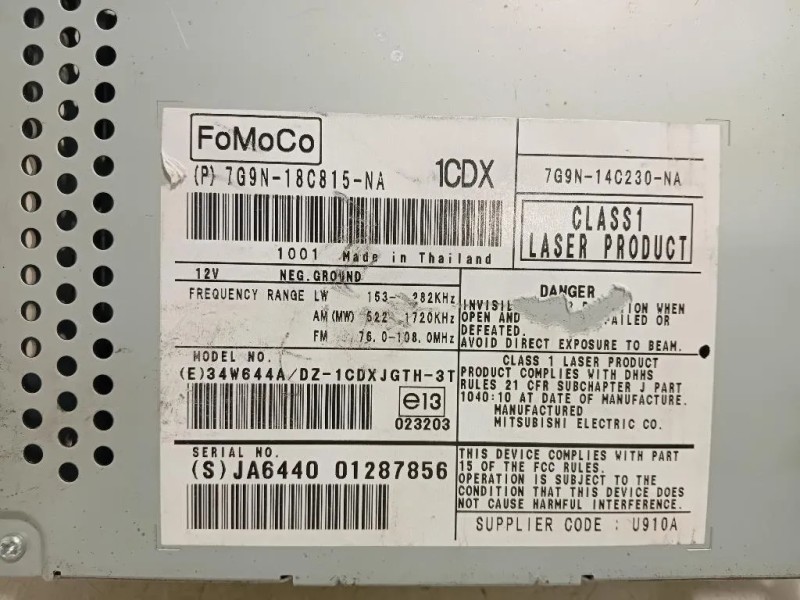 FoMoCo
(P) 7G9N-18C815-NA 1CDX
7G9N-14C230-NA
1001 Made in Thailand
CLASS1
LASER PRODUCT
12V NEG.GROUND
FREQUENCY RANGE LW 153- 282KHz
AM (MW) 522 1720KHz
FM 76.0-108.0MHz
MODEL NO.
(E)34W644A/DZ-1CDXJGTH-3T
e13
023203
SERIAL NO.
(S)JA6440 01287856
DANGER
WHEN
OPEN AND OR
DEFEATED.
AVOID DIRECT EXPOSURE TO BEAM.
CLASS 1 LASER PRODUCT
PRODUCT COMPLIES WITH DHHS
RULES 21 CFR SUBCHAPTER J PART
1040:10 AT DATE OF MANUFACTURE
MANUFACTURED
MITSUBISHI ELECTRIC CO.
THIS DEVICE COMPLIES WITH PART
15 OF THE FCC RULES.
OPERATION IS SUBJECT TO THE
CONDITION THAT THIS DEVICE DOES
NOT CAUSE HARMFUL INTERFERENCE.
SUPPLIER CODE : U910A